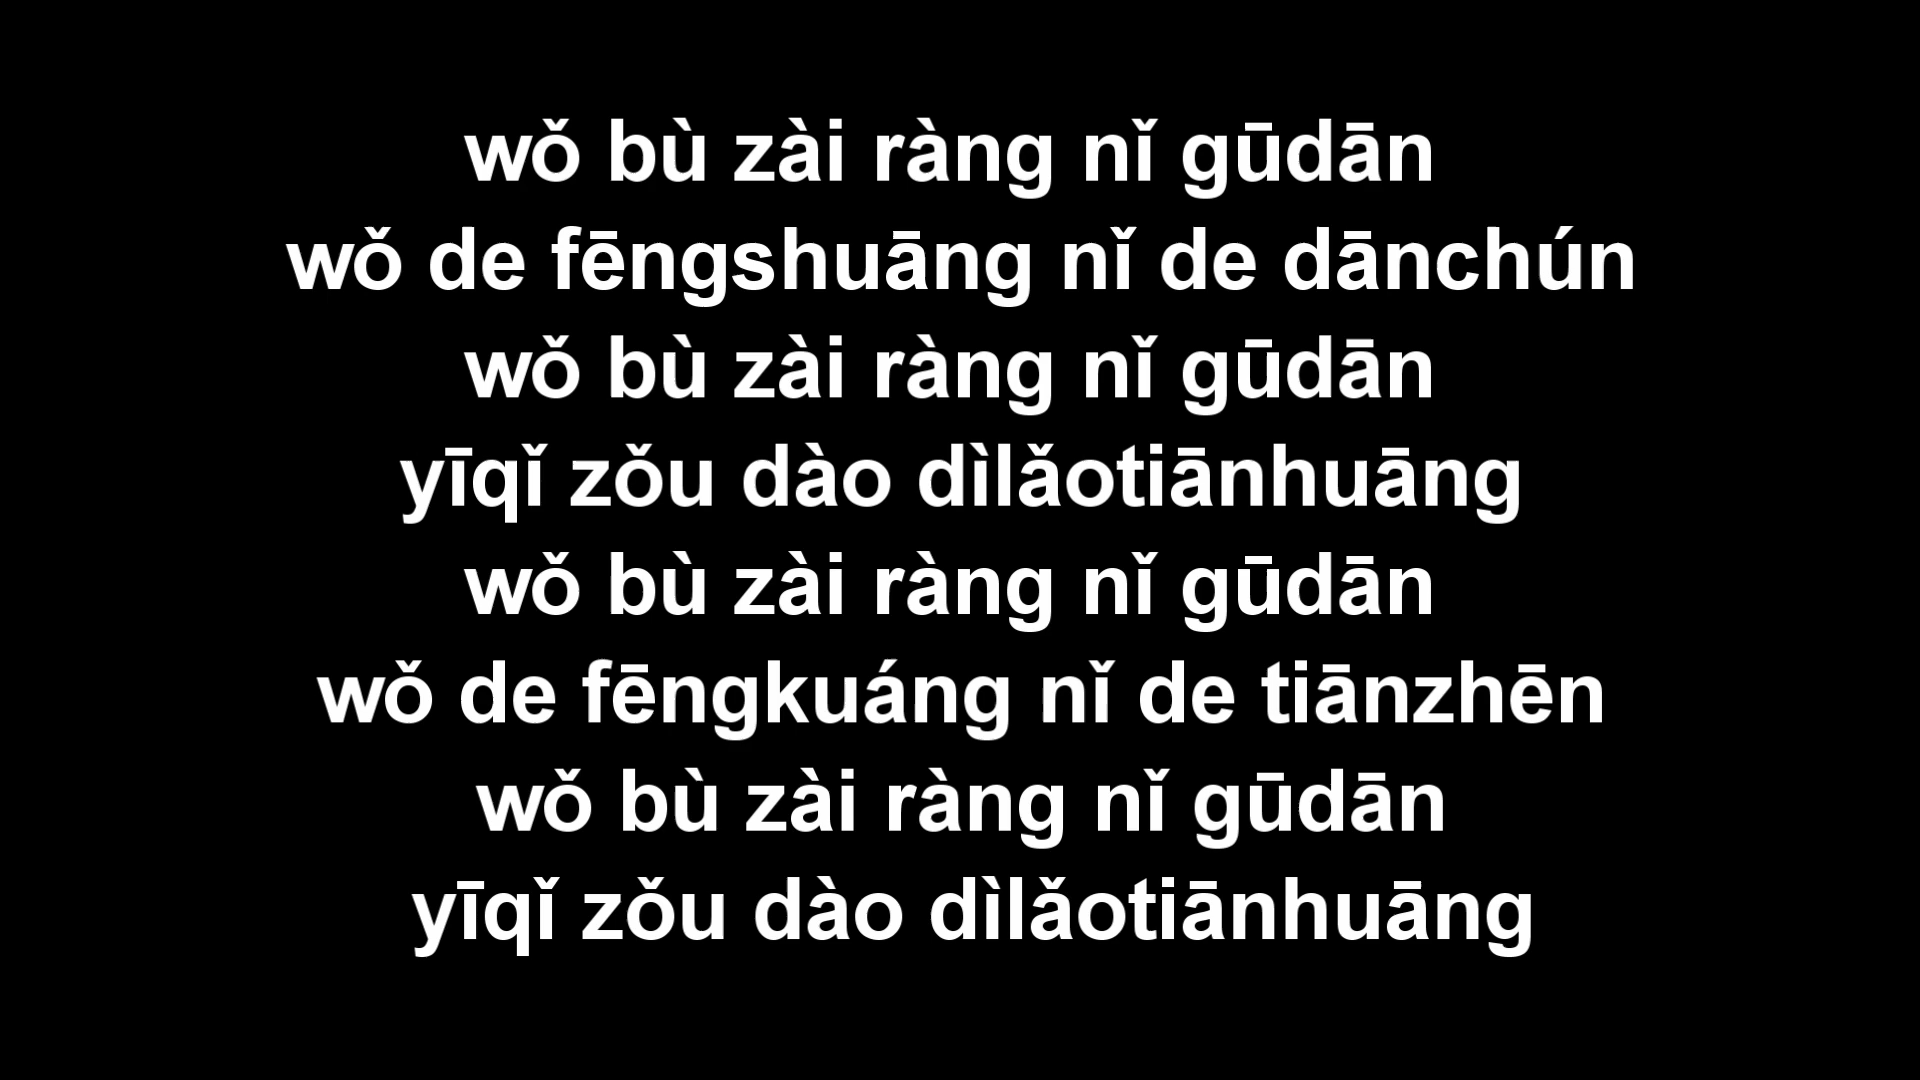 wǒ bù zài ràng nǐ gūdān
wǒ de fēngshuāng nǐ de dānchún
wǒ bù zài ràng nǐ gūdān
yīqǐ zǒu dào dìlǎotiānhuāng
wǒ bù zài ràng nǐ gūdān
wǒ de fēngkuáng nǐ de tiānzhēn
wǒ bù zài ràng nǐ gūdān
yīqǐ zǒu dào dìlǎotiānhuāng